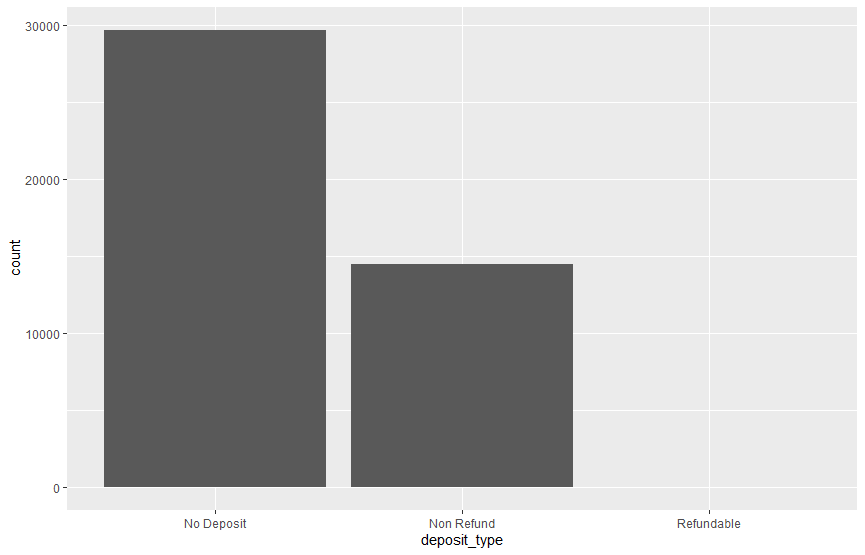 30000
20000
10000
0
count
No Deposit
Non Refund
Refundable
deposit_type